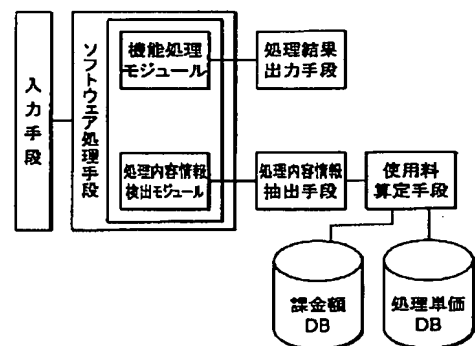 入力手段
ソフトウェア処理手段
機能処理
モジュール
処理結果
出力手段
処理内容情報
検出モジュール
処理内容情報
抽出手段
使用料
算定手段
課金額
DB
処理単価
DB